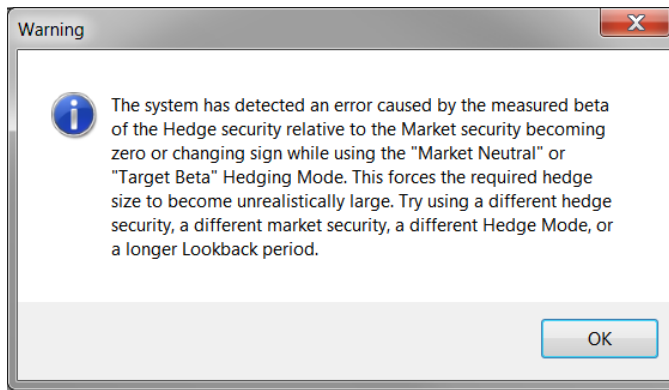 Warning
The system has detected an error caused by the measured beta
of the Hedge security relative to the Market security becoming
zero or changing sign while using the "Market Neutral" or
"Target Beta" Hedging Mode. This forces the required hedge
size to become unrealistically large. Try using a different hedge
security, a different market security, a different Hedge Mode, or
a longer Lookback period.
OK